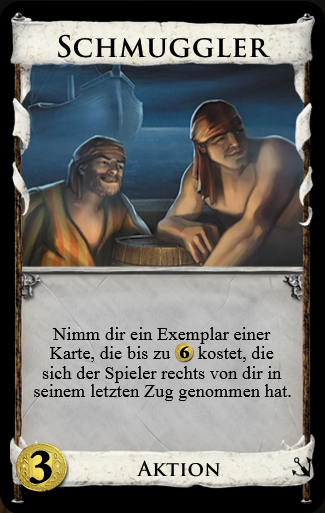 SCHMUGGLER
Nimm dir ein Exemplar einer
Karte, die bis zu 6 kostet, die
sich der Spieler rechts von dir in
seinem letzten Zug genommen hat.
3
AKTION